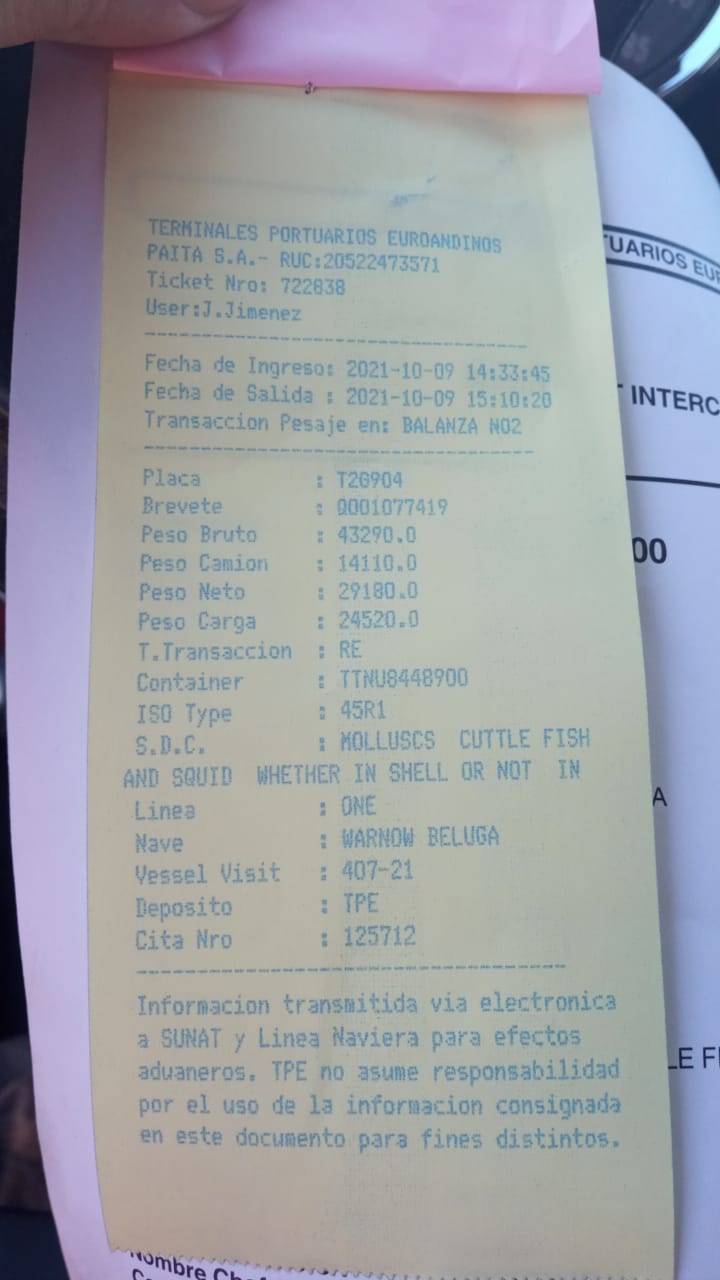 TERMINALES PORTUARIOS EUROANDINOS
PAITA S.A.- RUC:20522473571
Ticket Nro: 722838
User:J.Jimenez
Fecha de Ingreso: 2021-10-09 14:33:45
Fecha de Salida : 2021-10-09 15:10:20
Transaccion Pesaje en: BALANZA NO2
Placa : T2G904
Brevete : Q001077419
Peso Bruto : 43290.0
Peso Camion : 14110.0
Peso Neto : 29180.0
Peso Carga : 24520.0
T.Transaccion : RE
Container : TTNU8448900
ISO Type : 45R1
S.D.C. : MOLLUSCS CUTTLE FISH
AND SQUID WHETHER IN SHELL OR NOT IN
Linea : ONE
Nave : WARNOW BELUGA
Vessel Visit : 407-21
Deposito : TPE
Cita Nro : 125712
Informacion transmitida via electronica
a SUNAT y Linea Naviera para efectos
aduaneros. TPE no asume responsabilidad
por el uso de la informacion consignada
en este documento para fines distintos.
TUARIOS EUR
INTERC
00
A
LE F
Nombre